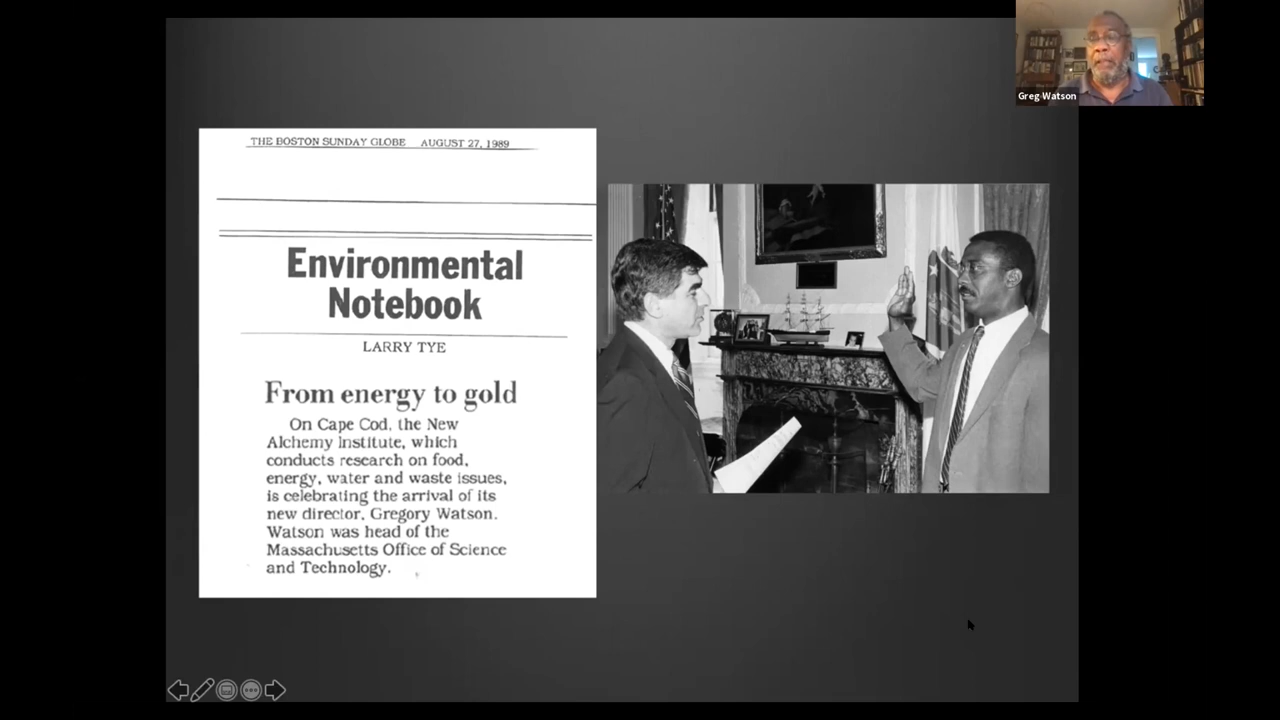 Greg Watson
THE BOSTON SUNDAY GLOBE AUGUST 27, 1989
Environmental
Notebook
LARRY TYE
From energy to gold
On Cape Cod, the New
Alchemy Institute, which
conducts research on food,
energy, water and waste issues,
is celebrating the arrival of its
new director, Gregory Watson.
Watson was head of the
Massachusetts Office of Science
and Technology.